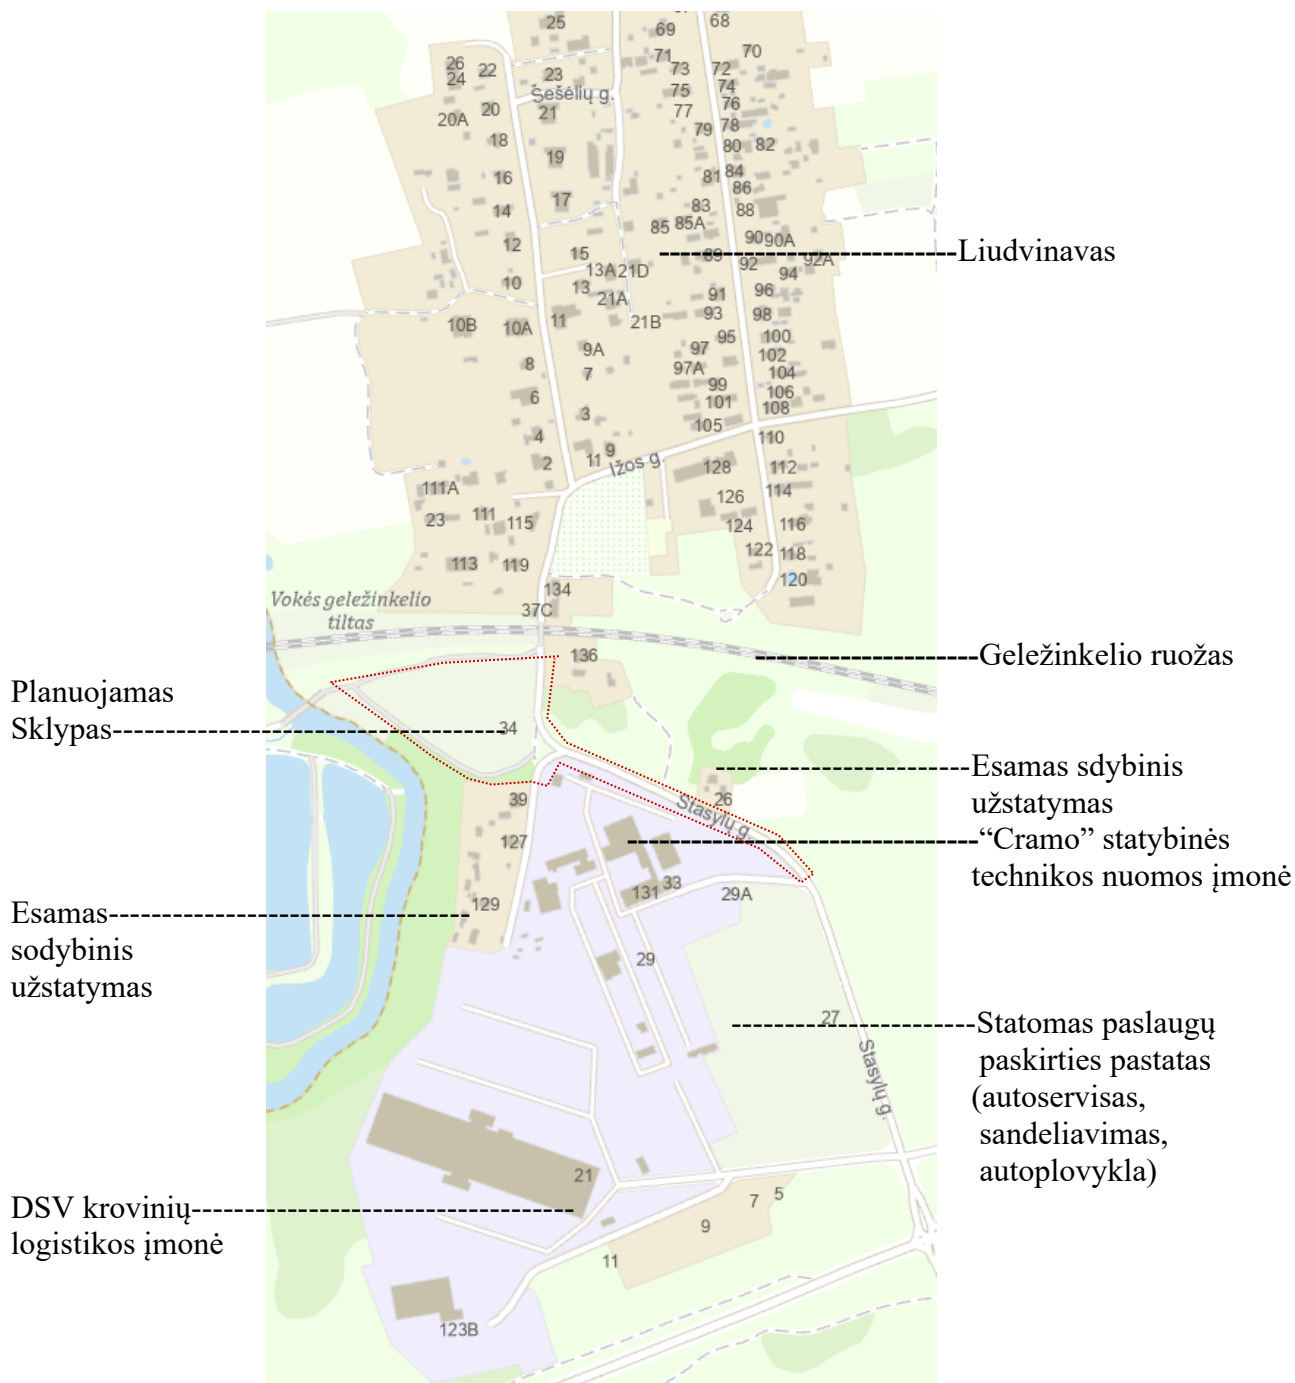 25
69
68
26
24
22
23
71
73
75
77
70
72
74
76
Šešėlių g.
20A
20
21
18
79
78
80
82
19
16
81
84
86
17
14
83
88
85
85A
12
15
90
90A
89
92
92A
94
Liudvinavas
13A
21D
10
13
21A
91
96
93
98
10B
10A
11
21B
95
100
9A
97
102
8
7
97A
104
99
106
6
101
108
3
105
4
9
110
2
11
Ižos g.
128
112
111A
114
126
23
111
115
124
116
122
118
113
119
120
134
37C
Vokės geležinkelio
tiltas
136
Geležinkelio ruožas
Planuojamas
Sklypas
34
Esamas sdybinis
užstatymas
39
26
Stasylų g.
127
“Cramo” statybinės
technikos nuomos įmonė
33
131
29A
129
Esamas
sodybinis
užstatymas
29
27
Statomas paslaugų
paskirties pastatas
(autoservisas,
sandeliavimas,
autoplovykla)
Stasylų g.
21
DSV krovinių
logistikos įmonė
7
5
9
11
123B